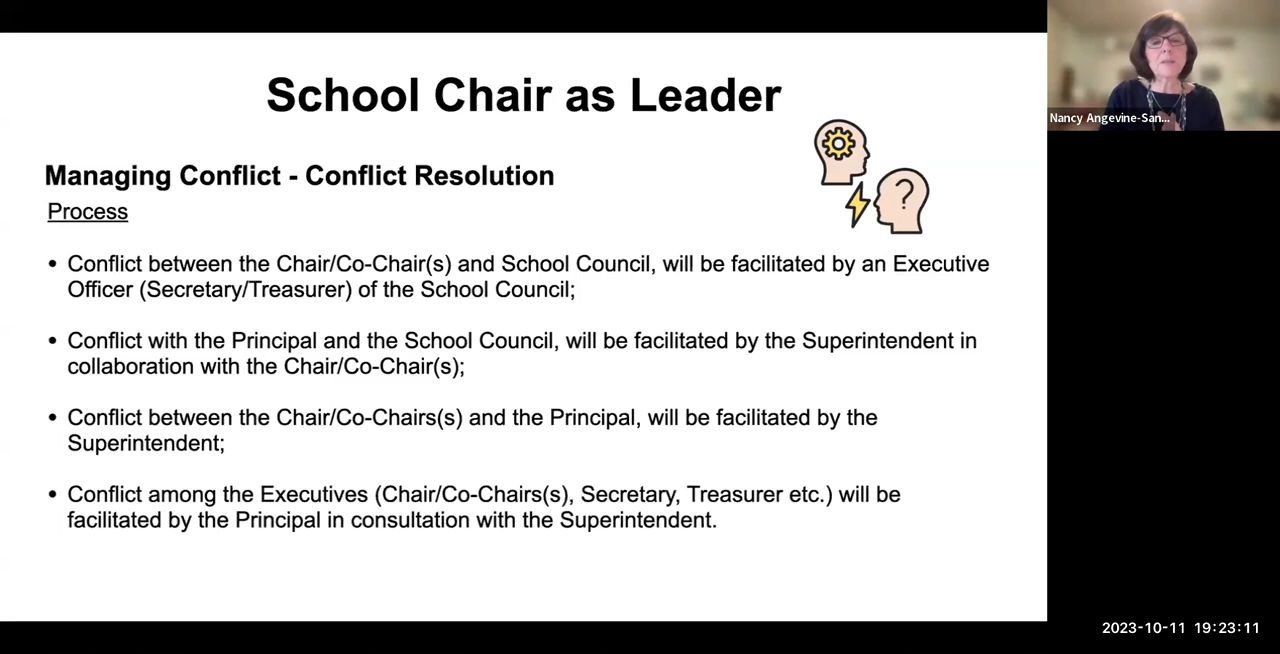 School Chair as Leader
Nancy Angevine-San...
Managing Conflict - Conflict Resolution
Process
• Conflict between the Chair/Co-Chair(s) and School Council, will be facilitated by an Executive
Officer (Secretary/Treasurer) of the School Council;
• Conflict with the Principal and the School Council, will be facilitated by the Superintendent in
collaboration with the Chair/Co-Chair(s);
• Conflict between the Chair/Co-Chairs(s) and the Principal, will be facilitated by the
Superintendent;
• Conflict among the Executives (Chair/Co-Chairs(s), Secretary, Treasurer etc.) will be
facilitated by the Principal in consultation with the Superintendent.
?
2023-10-11 19:23:11